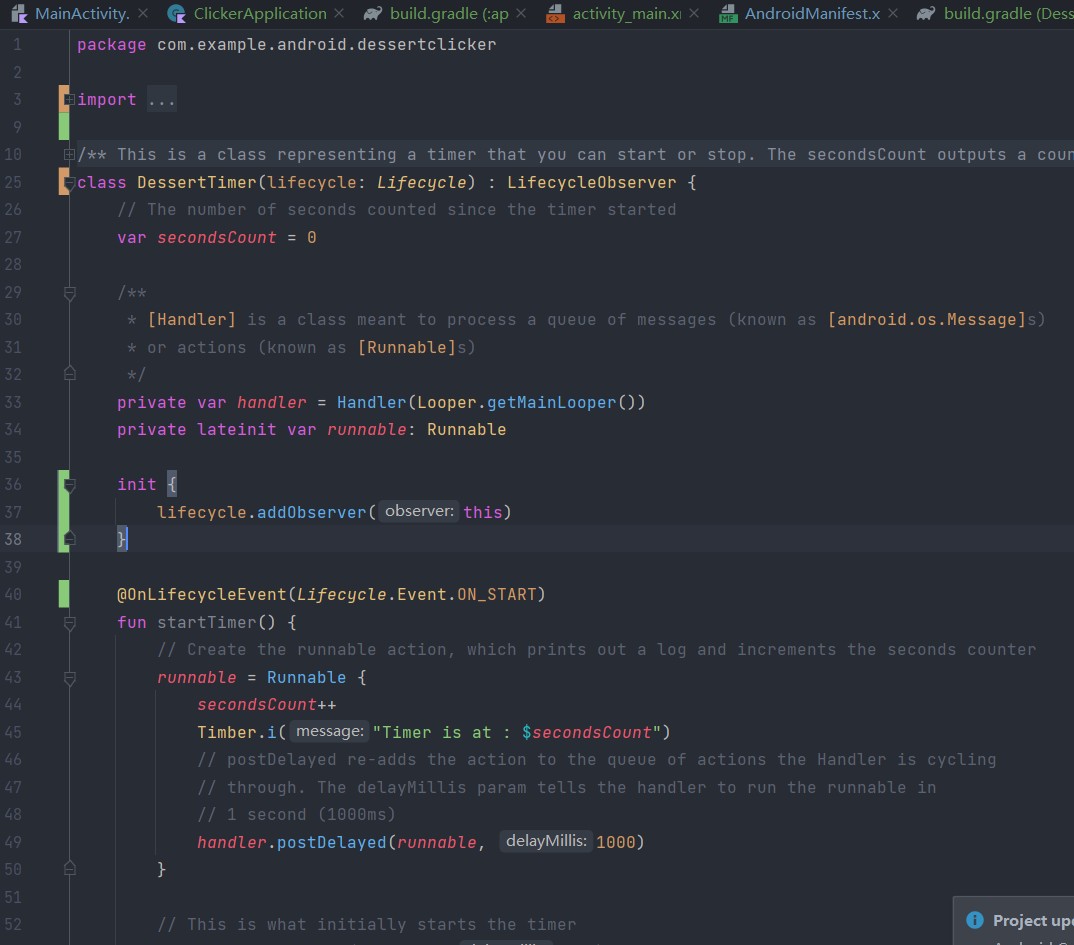 MainActivity.
ClickerApplication
build.gradle (:ap
activity_main.x
AndroidManifest.x
build.gradle (Dess
1 package com.example.android.dessertclicker
2
3 import ...
9
10 /** This is a class representing a timer that you can start or stop. The secondsCount outputs a coun
25 class DessertTimer(lifecycle: Lifecycle) : LifecycleObserver {
26 // The number of seconds counted since the timer started
27 var secondsCount = 0
28
29 /**
30 * [Handler] is a class meant to process a queue of messages (known as [android.os.Message]s)
31 * or actions (known as [Runnable]s)
32 */
33 private var handler = Handler(Looper.getMainLooper())
34 private lateinit var runnable: Runnable
35
36 init {
37 lifecycle.addObserver( observer: this)
38 }
39
40 @OnLifecycleEvent(Lifecycle.Event.ON_START)
41 fun startTimer() {
42 // Create the runnable action, which prints out a log and increments the seconds counter
43 runnable = Runnable {
44 secondsCount++
45 Timber.i( message: "Timer is at : $secondsCount")
46 // postDelayed re-adds the action to the queue of actions the Handler is cycling
47 // through. The delayMillis param tells the handler to run the runnable in
48 // 1 second (1000ms)
49 handler.postDelayed(runnable, delayMillis: 1000)
50 }
51
52 // This is what initially starts the timer
Project up